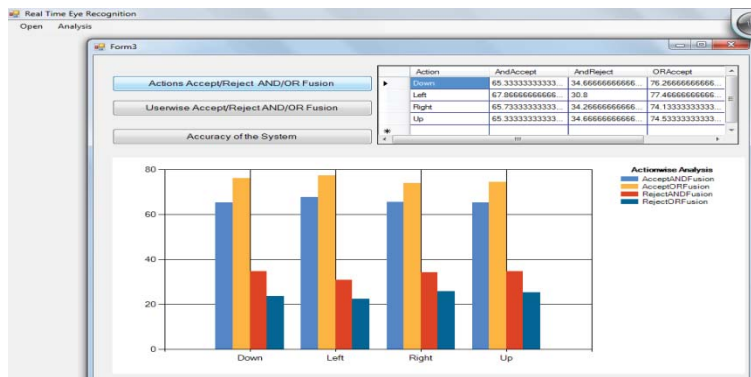 Real Time Eye Recognition
Open Analysis
Form3
Actions Accept/Reject AND/OR Fusion
Userwise Accept/Reject AND/OR Fusion
Accuracy of the System
Action AndAccept AndReject ORAccept
Down 65.33333333333... 34.66666666666... 76.26666666666...
Left 67.86666666666... 30.8 77.46666666666...
Right 65.73333333333... 34.26666666666... 74.13333333333...
Up 65.33333333333... 34.66666666666... 74.53333333333...
80
60
40
20
0
Down Left Right Up
Actionwise Analysis
AcceptANDFusion
AcceptORFusion
RejectANDFusion
RejectORFusion